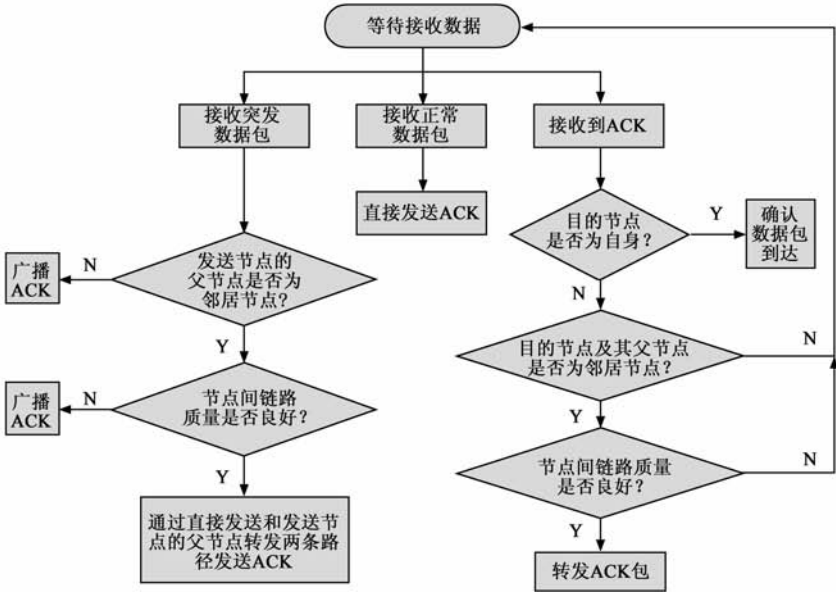 等待接收数据
接收突发
数据包
接收正常
数据包
接收到ACK
直接发送ACK
目的节点
是否为自身?
Y
确认
数据包
到达
N
广播
ACK
N
发送节点的
父节点是否为
邻居节点?
Y
目的节点及其父节点
是否为邻居节点?
N
Y
广播
ACK
N
节点间链路
质量是否良好?
Y
节点间链路质量
是否良好?
N
Y
通过直接发送和发送节
点的父节点转发两条路
径发送ACK
转发ACK包